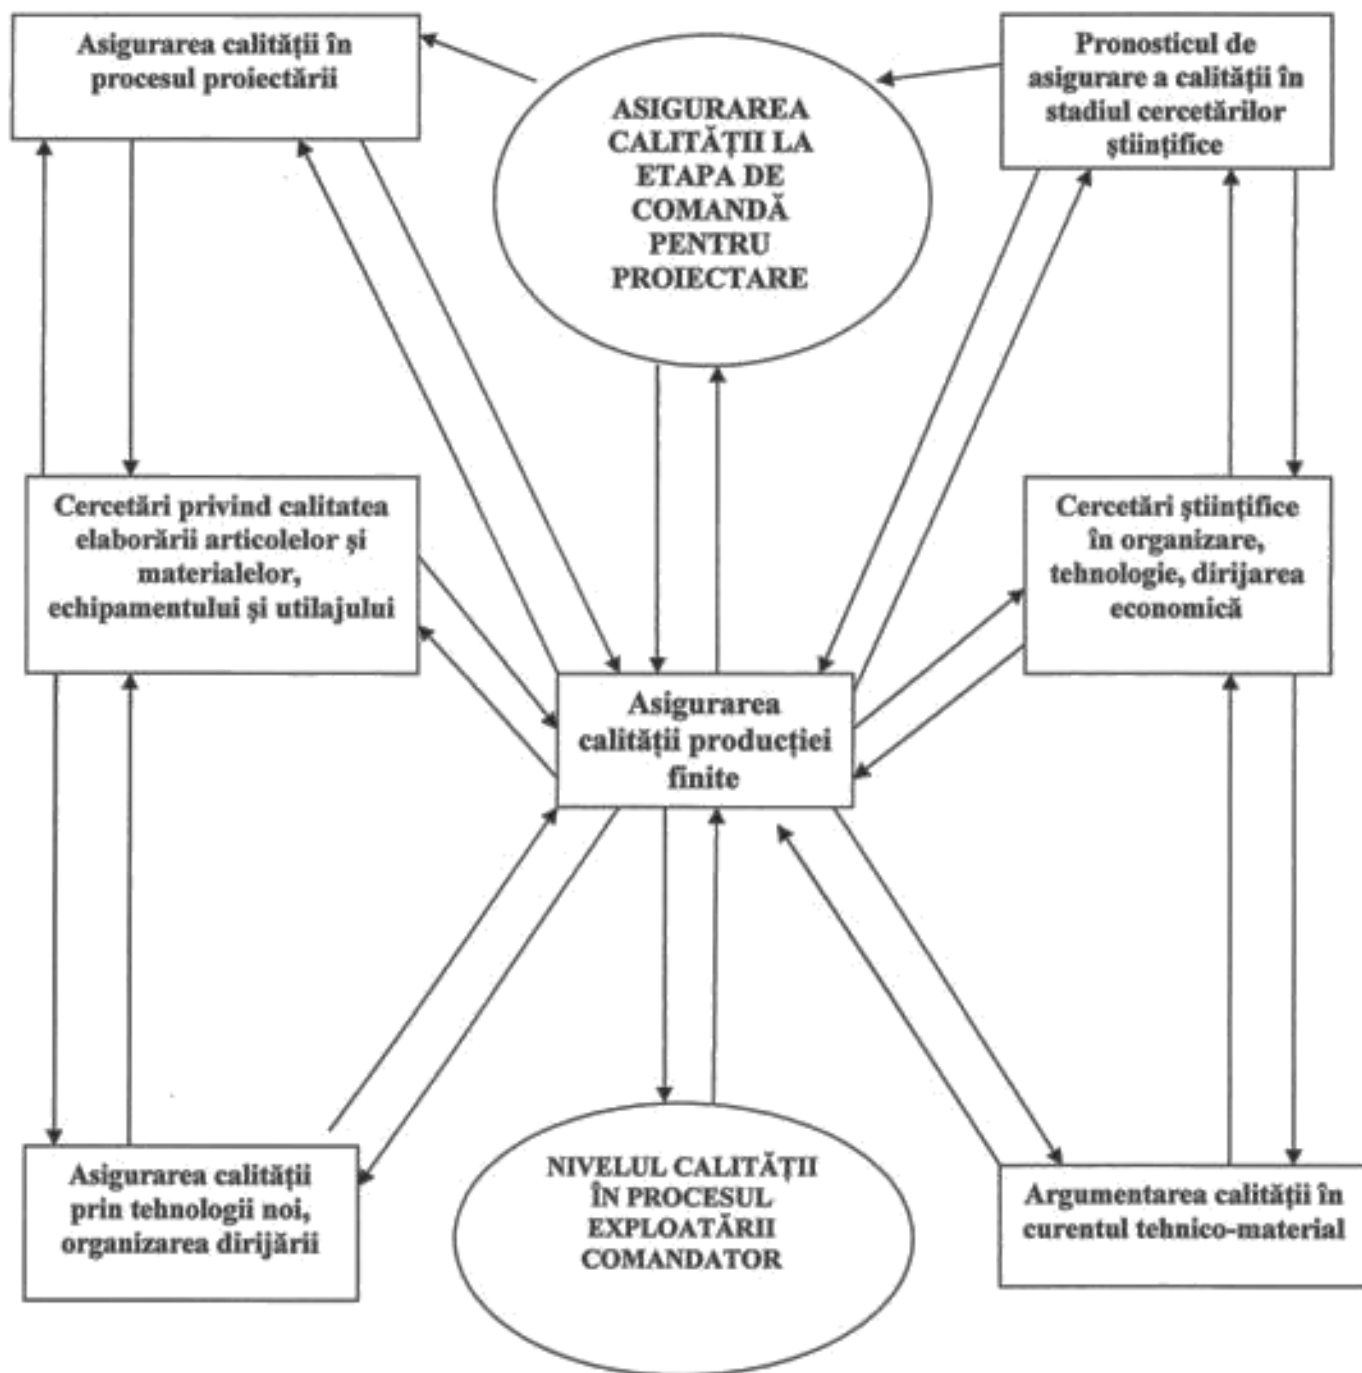 Asigurarea calității în
procesul proiectării
ASIGURAREA
CALITĂȚII LA
ETAPA DE
COMANDĂ
PENTRU
PROIECTARE
Pronosticul de
asigurare a calității în
stadiul cercetărilor
științifice
Cercetări privind calitatea
elaborării articolelor și
materialelor,
echipamentului și utilajului
Cercetări științifice
în organizare,
tehnologie, dirijarea
economică
Asigurarea
calității producției
finite
Asigurarea calității
prin tehnologii noi,
organizarea dirijării
NIVELUL CALITĂȚII
ÎN PROCESUL
EXPLOATĂRII
COMANDATOR
Argumentarea calității în
curentul tehnico-material